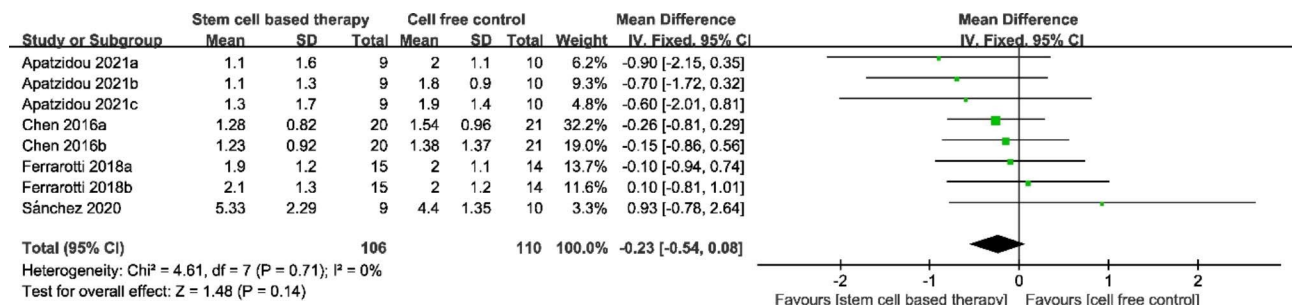 Stem cell based therapy Cell free control Mean Difference Mean Difference
Study or Subgroup Mean SD Total Mean SD Total Weight IV. Fixed. 95% CI IV. Fixed. 95% CI
Apatzidou 2021a 1.1 1.6 9 2 1.1 10 6.2% -0.90 [-2.15, 0.35]
Apatzidou 2021b 1.1 1.3 9 1.8 0.9 10 9.3% -0.70 [-1.72, 0.32]
Apatzidou 2021c 1.3 1.7 9 1.9 1.4 10 4.8% -0.60 [-2.01, 0.81]
Chen 2016a 1.28 0.82 20 1.54 0.96 21 32.2% -0.26 [-0.81, 0.29]
Chen 2016b 1.23 0.92 20 1.38 1.37 21 19.0% -0.15 [-0.86, 0.56]
Ferrarotti 2018a 1.9 1.2 15 2 1.1 14 13.7% -0.10 [-0.94, 0.74]
Ferrarotti 2018b 2.1 1.3 15 2 1.2 14 11.6% 0.10 [-0.81, 1.01]
Sánchez 2020 5.33 2.29 9 4.4 1.35 10 3.3% 0.93 [-0.78, 2.64]
Total (95% CI) 106 110 100.0% -0.23 [-0.54, 0.08]
Heterogeneity: Chi² = 4.61, df = 7 (P = 0.71); I² = 0%
Test for overall effect: Z = 1.48 (P = 0.14)
-2 -1 0 1 2
Favours [stem cell based therapy] Favours [cell free control]